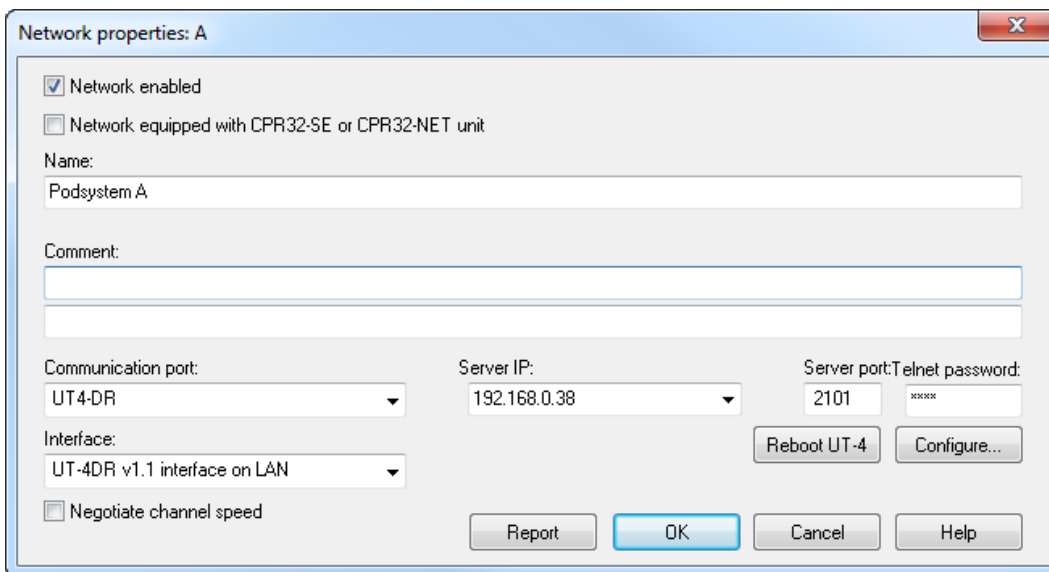 Network properties: A
Network enabled
Network equipped with CPR32-SE or CPR32-NET unit
Name:
Podsystem A
Comment:
Communication port:
Server IP:
Server port:
Telnet password:
UT4-DR
192.168.0.38
2101
****
Interface:
Reboot UT-4
Configure...
UT-4DR v1.1 interface on LAN
Negotiate channel speed
Report
OK
Cancel
Help